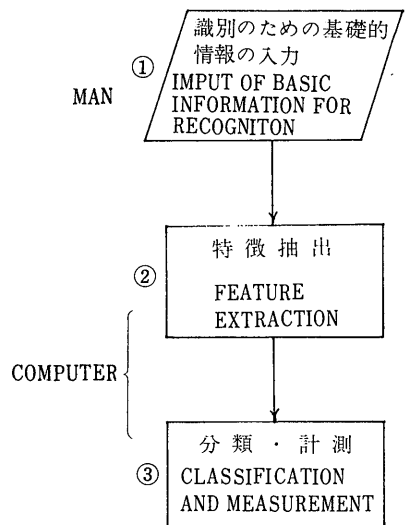 識別のための基礎的
情報の入力
①
MAN
IMPUT OF BASIC
INFORMATION FOR
RECOGNITON
特徴抽出
②
FEATURE
EXTRACTION
COMPUTER
分類・計測
③
CLASSIFICATION
AND MEASUREMENT